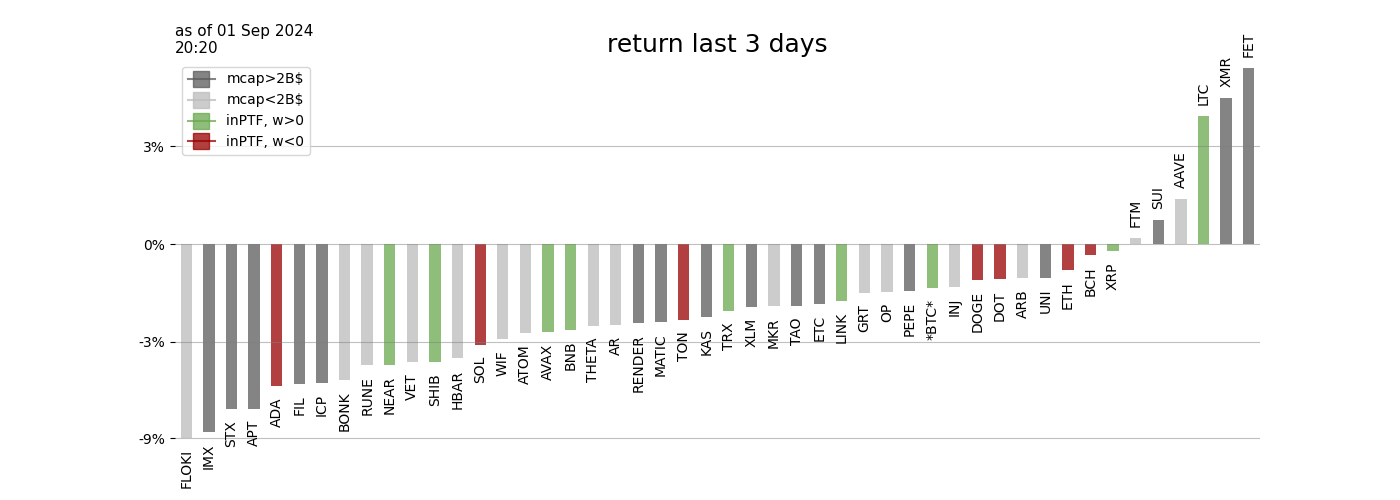 as of 01 Sep 2024
20:20
return last 3 days
mcap>2B$
mcap<2B$
inPTF, w>0
inPTF, w<0
3%
0%
-3%
-9%
FLOKI
IMX
STX
APT
ADA
FIL
ICP
BONK
RUNE
NEAR
VET
SHIB
HBAR
SOL
WIF
ATOM
AVAX
BNB
THETA
AR
RENDER
MATIC
TON
KAS
TRX
XLM
MKR
TAO
ETC
LINK
GRT
OP
PEPE
*BTC*
INJ
DOGE
DOT
ARB
UNI
ETH
BCH
XRP
FTM
SUI
AAVE
LTC
XMR
FET